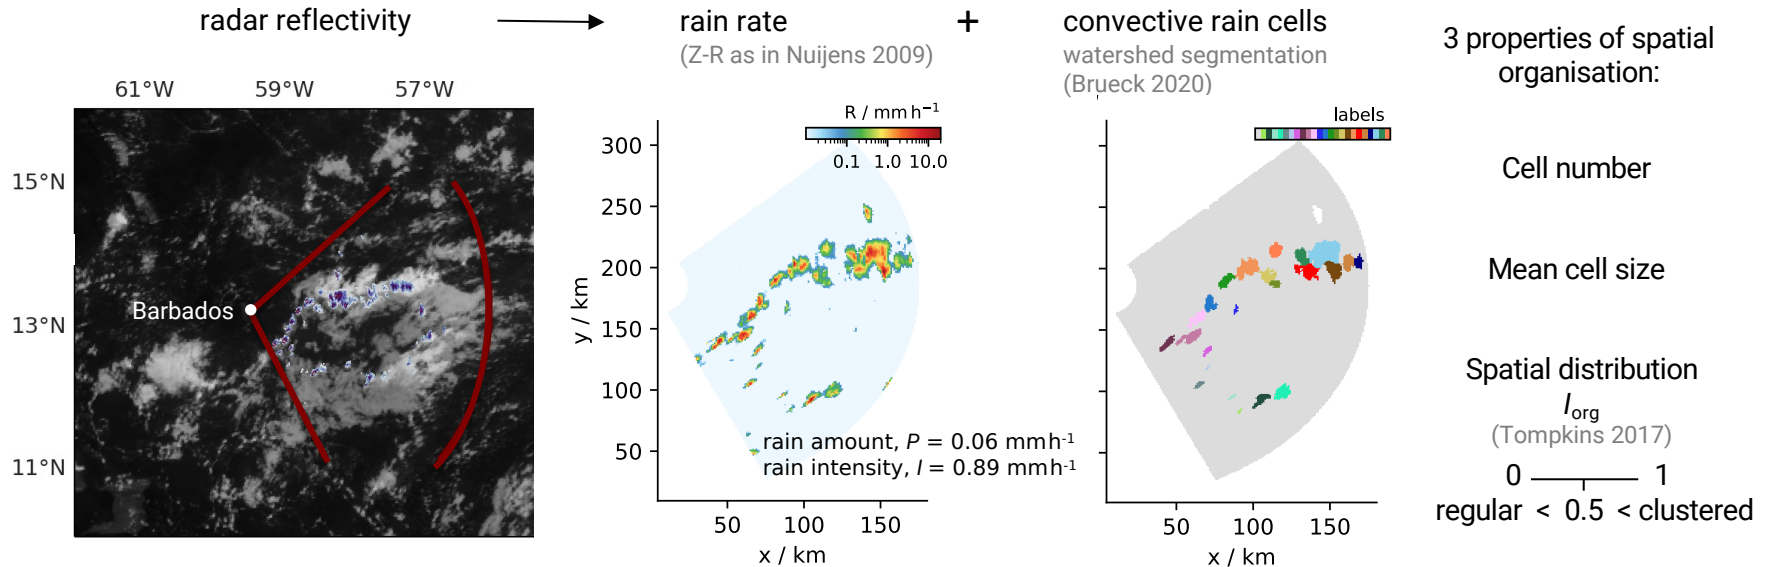 radar reflectivity
rain rate
(Z-R as in Nuijens 2009)
+
convective rain cells
watershed segmentation
(Brueck 2020)
3 properties of spatial
organisation:
Cell number
Mean cell size
Spatial distribution
Iorg
(Tompkins 2017)
0 1
regular < 0.5 < clustered
61°W 59°W 57°W
15°N
13°N
11°N
Barbados
R / mm h⁻¹
0.1 1.0 10.0
300
250
200
150
100
50
y / km
rain amount, P = 0.06 mmh⁻¹
rain intensity, I = 0.89 mmh⁻¹
50 100 150
x / km
labels
50 100 150
x / km